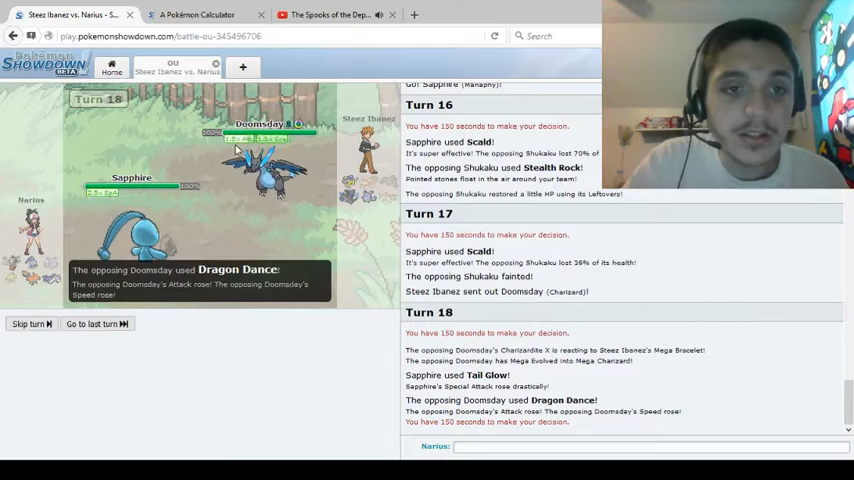 Steez Ibanez vs. Narius - S...
A Pokémon Calculator
The Spooks of the Dep...
play.pokemonshowdown.com/battle-ou-345496706
Search
Pokémon
SHOWDOWN
BETA
Home
OU
Steez Ibanez vs. Narius
Turn 18
Doomsday
100%
Steez Ibanez
Sapphire
100%
2.5x SpA
Narius
The opposing Doomsday used Dragon Dance!
The opposing Doomsday's Attack rose! The opposing Doomsday's
Speed rose!
Skip turn
Go to last turn
Go! Sapphire (Manaphy)!
Turn 16
You have 150 seconds to make your decision.
Sapphire used Scald!
It's super effective! The opposing Shukaku lost 70% of
The opposing Shukaku used Stealth Rock!
Pointed stones float in the air around your team!
The opposing Shukaku restored a little HP using its Leftovers!
Turn 17
You have 150 seconds to make your decision.
Sapphire used Scald!
It's super effective! The opposing Shukaku lost 36% of its health!
The opposing Shukaku fainted!
Steez Ibanez sent out Doomsday (Charizard)!
Turn 18
You have 150 seconds to make your decision.
The opposing Doomsday's Charizardite X is reacting to Steez Ibanez's Mega Bracelet!
The opposing Doomsday has Mega Evolved into Mega Charizard!
Sapphire used Tail Glow!
Sapphire's Special Attack rose drastically!
The opposing Doomsday used Dragon Dance!
The opposing Doomsday's Attack rose! The opposing Doomsday's Speed rose!
You have 150 seconds to make your decision.
Narius: